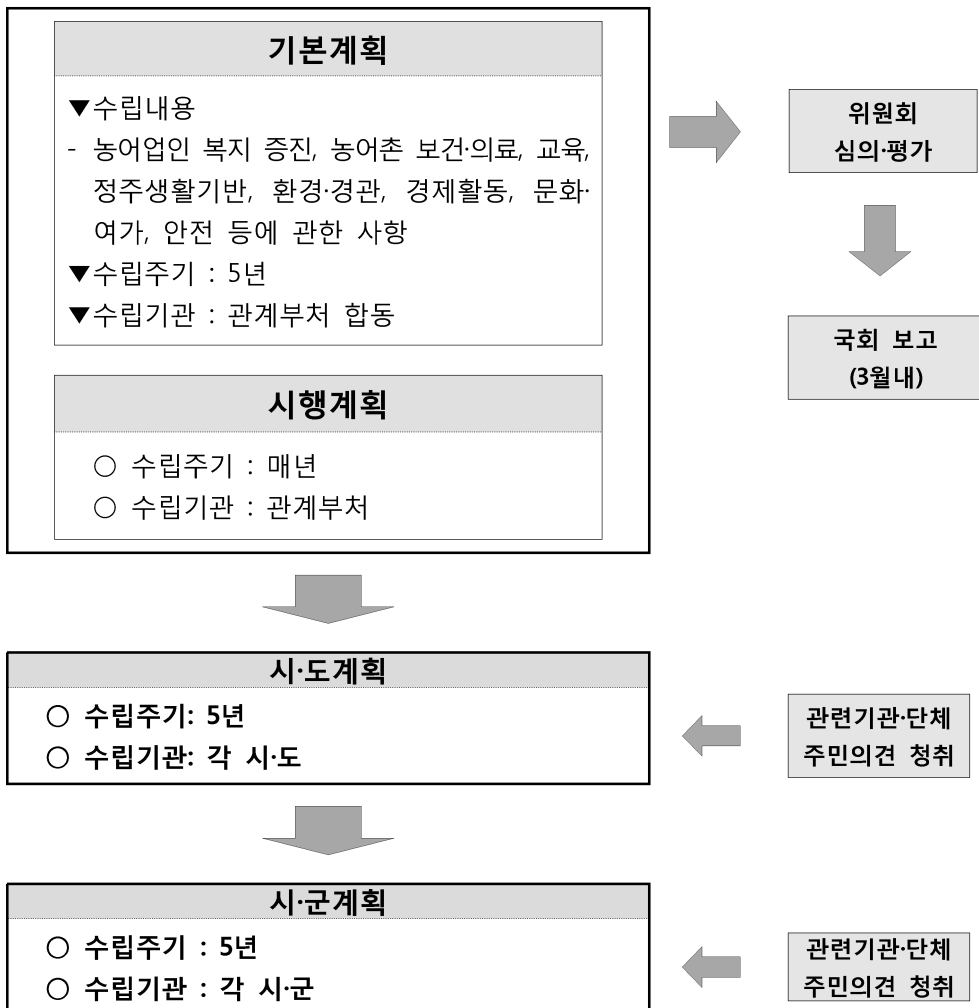 기본계획
▼수립내용
- 농어업인 복지 증진, 농어촌 보건·의료, 교육,
정주생활기반, 환경·경관, 경제활동, 문화·
여가, 안전 등에 관한 사항
▼수립주기 : 5년
▼수립기관 : 관계부처 합동
위원회
심의·평가
국회 보고
(3월내)
시행계획
○ 수립주기 : 매년
○ 수립기관 : 관계부처
시·도계획
○ 수립주기: 5년
○ 수립기관: 각 시·도
관련기관·단체
주민의견 청취
시·군계획
○ 수립주기 : 5년
○ 수립기관 : 각 시·군
관련기관·단체
주민의견 청취